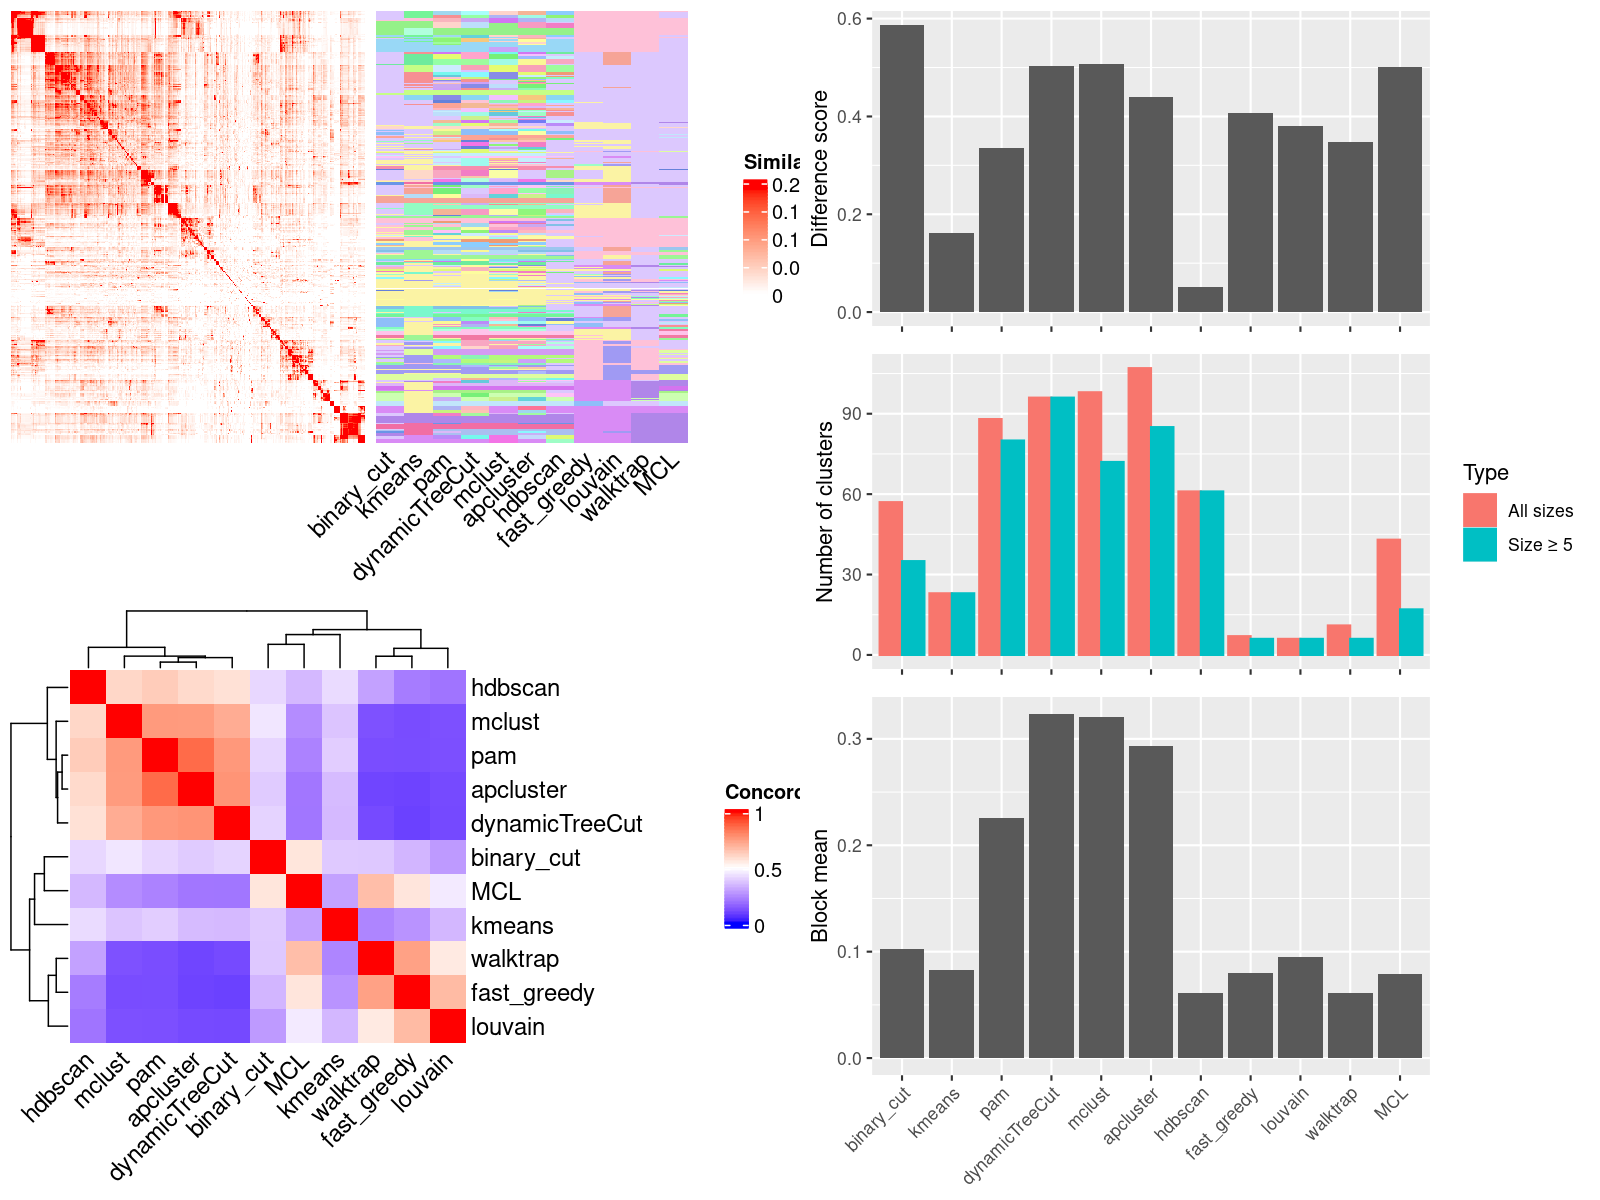 Simila
0.2
0.1
0.1
0.0
0
binary_cut
kmeans
pam
dynamicTreeCut
mclust
apcluster
hdbscan
fast_greedy
louvain
walktrap
MCL
hdbscan
mclust
pam
apcluster
dynamicTreeCut
binary_cut
MCL
kmeans
walktrap
fast_greedy
louvain
hdbscan
mclust
pam
apcluster
dynamicTreeCut
binary_cut
MCL
kmeans
walktrap
fast_greedy
louvain
Concord
1
0.5
0
Difference score
0.6
0.4
0.2
0.0
Number of clusters
90
60
30
0
Type
All sizes
Size ≥ 5
Block mean
0.3
0.2
0.1
0.0
binary_cut
kmeans
pam
dynamicTreeCut
mclust
apcluster
hdbscan
fast_greedy
louvain
walktrap
MCL